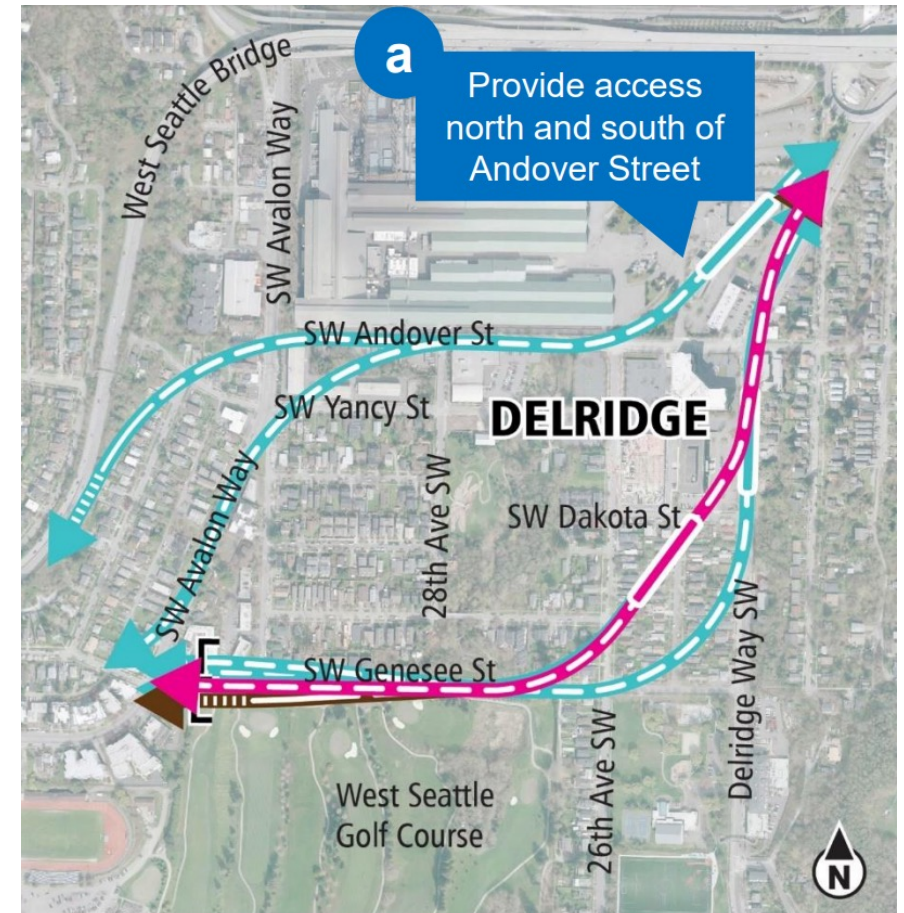 a
Provide access
north and south of
Andover Street
West Seattle Bridge
SW Avalon Way
SW Andover St
SW Yancy St
DELRIDGE
SW Avalon Way
28th Ave SW
SW Dakota St
SW Genesee St
Delridge Way SW
26th Ave SW
West Seattle
Golf Course
N